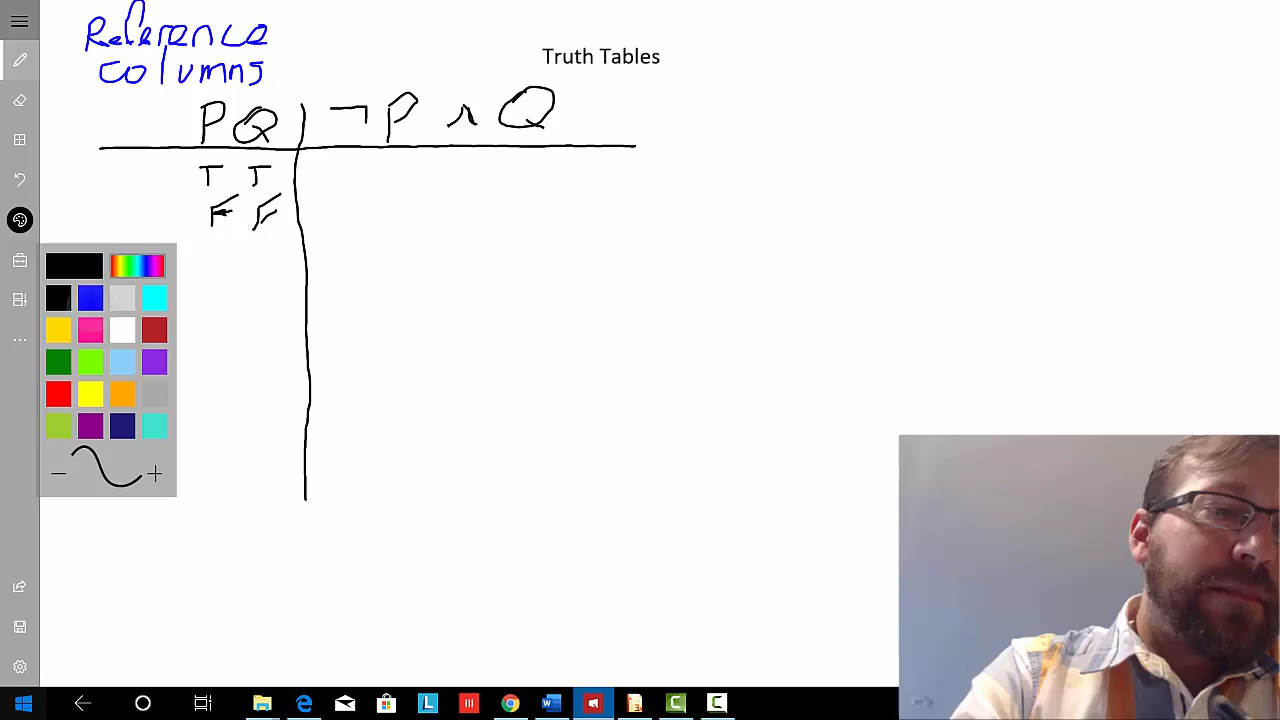 Reference
columns
Truth Tables
P Q | ¬ P ∧ Q
T T
F F